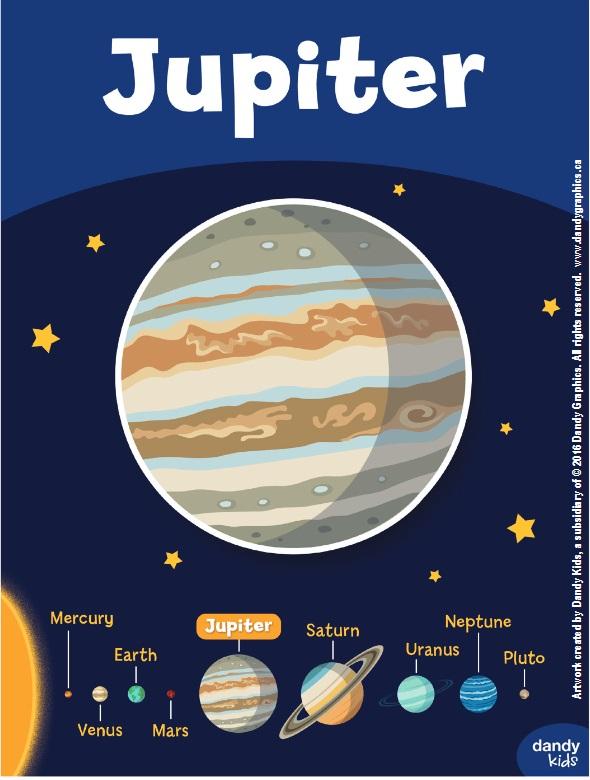 Jupiter
Artwork created by Dandy Kids, a subsidiary of © 2016 Dandy Graphics. All rights reserved. www.dandygraphics.ca
Mercury
Venus
Earth
Mars
Jupiter
Saturn
Uranus
Neptune
Pluto
dandy
kids